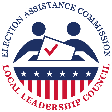 ELECTION ASSISTANCE COMMISSION
LOCAL LEADERSHIP COUNCIL